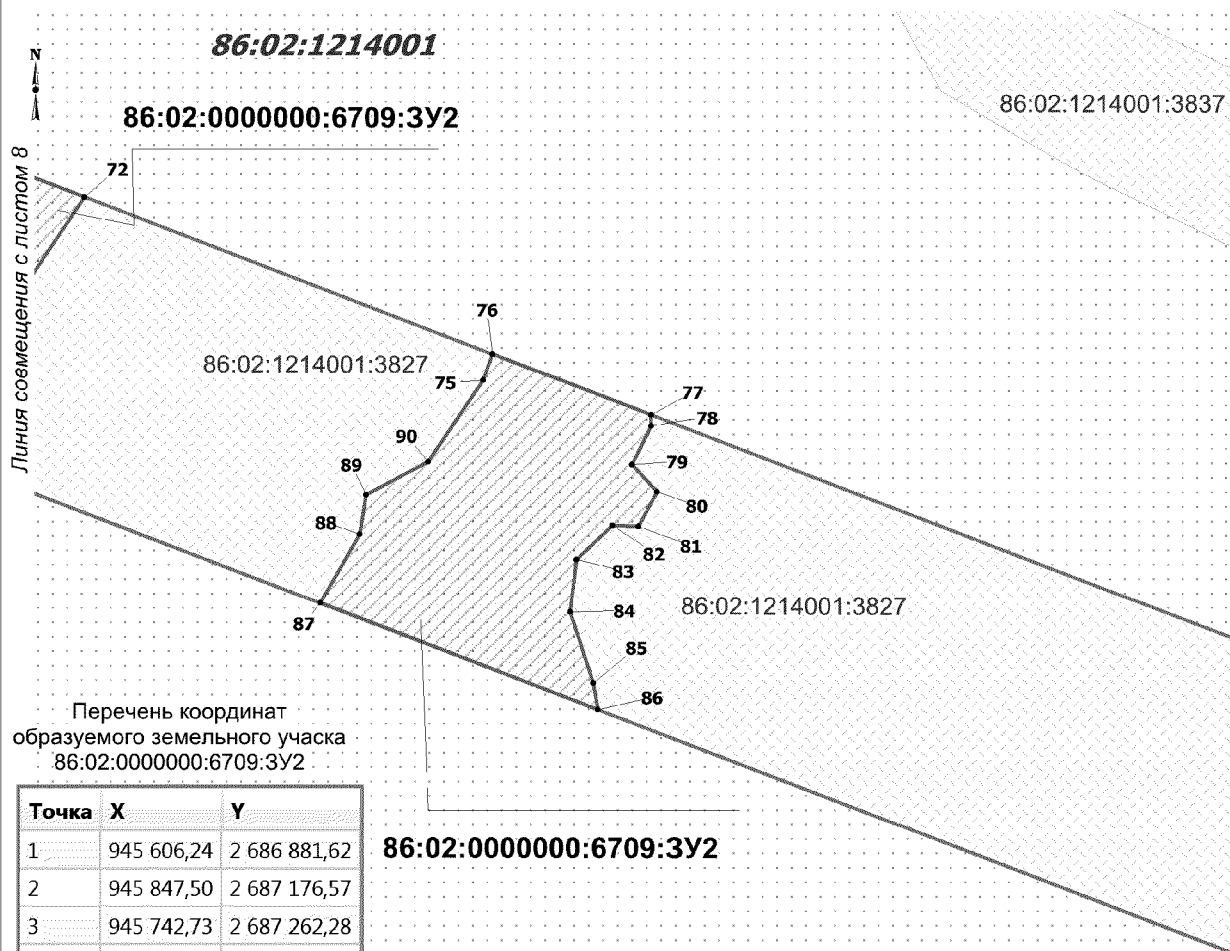 86:02:1214001
N
86:02:0000000:6709:ЗУ2
86:02:1214001:3837
Линия совмещения с листом 8
72
76
86:02:1214001:3827
75
77
78
90
79
89
80
88
81
82
83
86:02:1214001:3827
84
87
85
86
Перечень координат
образуемого земельного учаска
86:02:0000000:6709:ЗУ2
Точка X Y
1 945 606,24 2 686 881,62
2 945 847,50 2 687 176,57
3 945 742,73 2 687 262,28
86:02:0000000:6709:ЗУ2